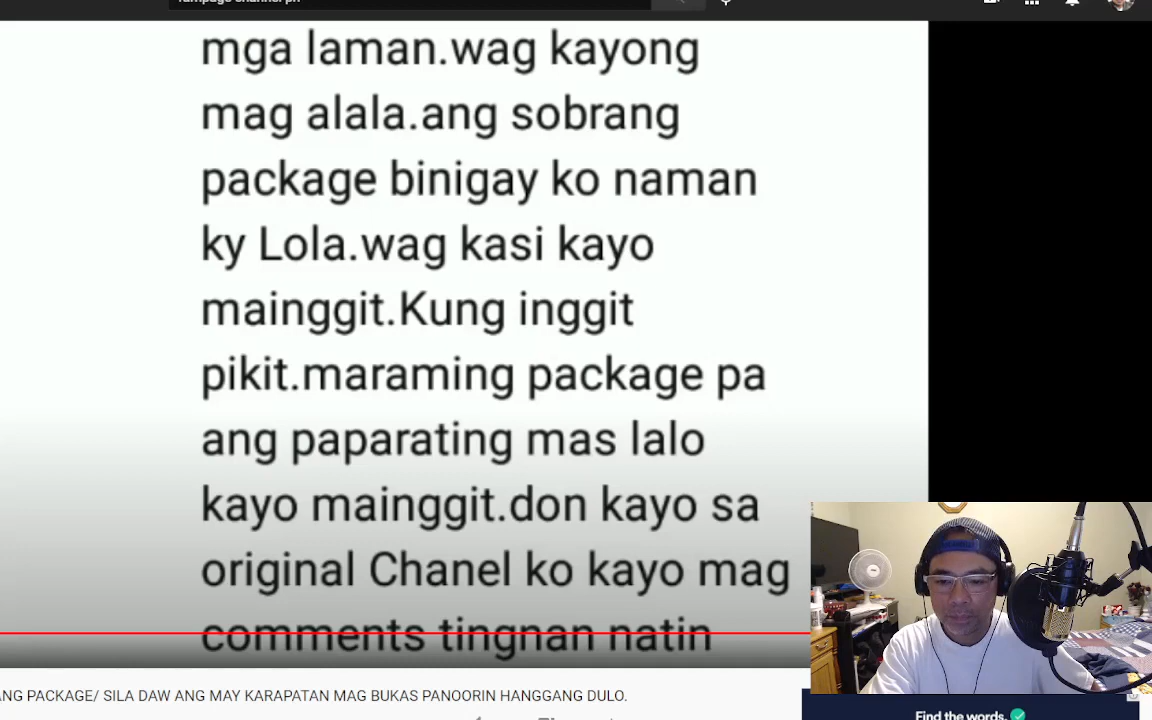 mga laman.wag kayong
mag alala.ang sobrang
package binigay ko naman
ky Lola.wag kasi kayo
mainggit.Kung inggit
pikit.maraming package pa
ang paparating mas lalo
kayo mainggit.don kayo sa
original Chanel ko kayo mag
comments tingnan natin
PACKAGE/ SILA DAW ANG MAY KARAPATAN MAG BUKAS PANOORIN HANGGANG DULO.
Find the words.